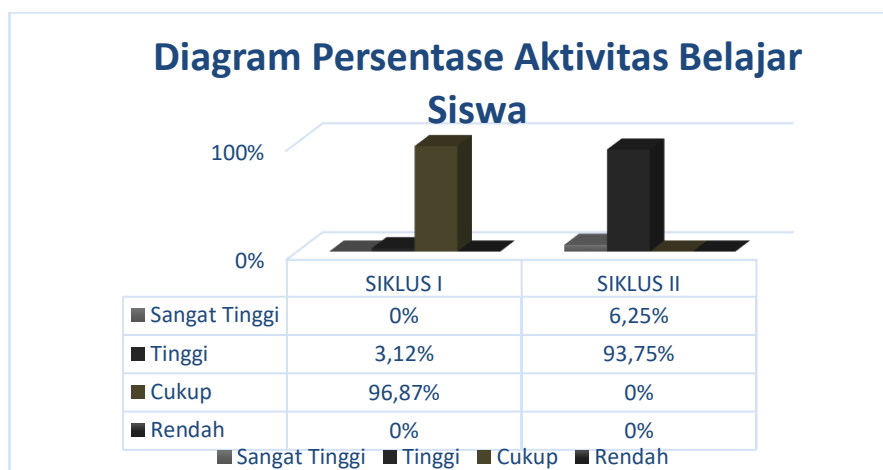 Diagram Persentase Aktivitas Belajar
Siswa
100%
0%
SIKLUS I SIKLUS II
Sangat Tinggi 0% 6,25%
Tinggi 3,12% 93,75%
Cukup 96,87% 0%
Rendah 0% 0%
Sangat Tinggi Tinggi Cukup Rendah